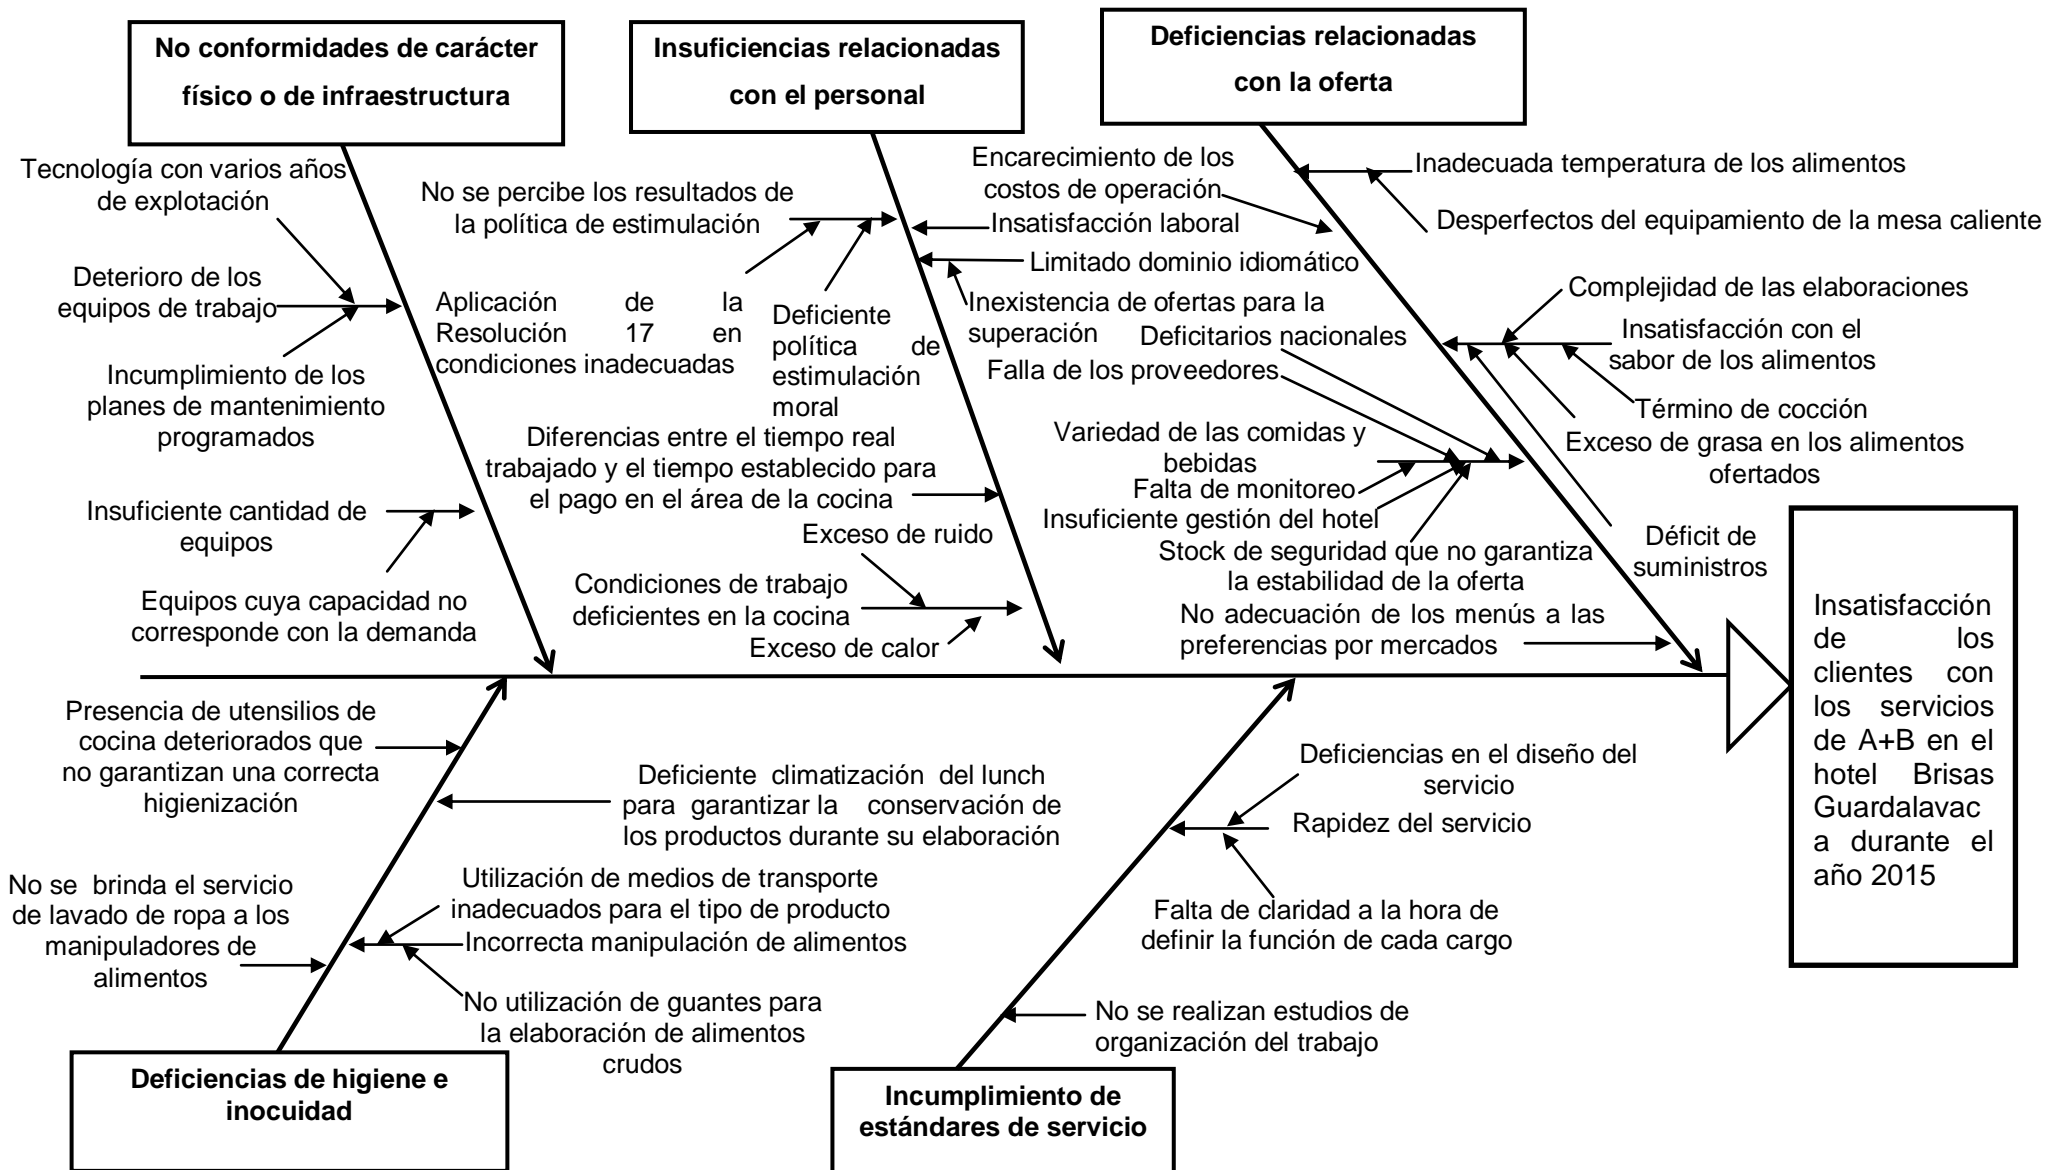 No conformidades de carácter
físico o de infraestructura
Insuficiencias relacionadas
con el personal
Deficiencias relacionadas
con la oferta
Tecnología con varios años
de explotación
Deterioro de los
equipos de trabajo
Incumplimiento de los
planes de mantenimiento
programados
Insuficiente cantidad de
equipos
Equipos cuya capacidad no
corresponde con la demanda
No se percibe los resultados de
la política de estimulación
Aplicación de la
Resolución 17 en
condiciones inadecuadas
Deficiente
política de
estimulación
moral
Insatisfacción laboral
Limitado dominio idiomático
Inexistencia de ofertas para la
superación
Diferencias entre el tiempo real
trabajado y el tiempo establecido para
el pago en el área de la cocina
Exceso de ruido
Condiciones de trabajo
deficientes en la cocina
Exceso de calor
Encarecimiento de los
costos de operación
Inadecuada temperatura de los alimentos
Desperfectos del equipamiento de la mesa caliente
Complejidad de las elaboraciones
Insatisfacción con el
sabor de los alimentos
Término de cocción
Exceso de grasa en los alimentos
ofertados
Déficit de
suministros
Deficitarios nacionales
Falla de los proveedores
Variedad de las comidas y
bebidas
Falta de monitoreo
Insuficiente gestión del hotel
Stock de seguridad que no garantiza
la estabilidad de la oferta
No adecuación de los menús a las
preferencias por mercados
Insatisfacción
de los
clientes con
los servicios
de A+B en el
hotel Brisas
Guardalavac
a durante el
año 2015
Presencia de utensilios de
cocina deteriorados que
no garantizan una correcta
higienización
Deficiente climatización del lunch
para garantizar la conservación de
los productos durante su elaboración
No se brinda el servicio
de lavado de ropa a los
manipuladores de
alimentos
Utilización de medios de transporte
inadecuados para el tipo de producto
Incorrecta manipulación de alimentos
No utilización de guantes para
la elaboración de alimentos
crudos
Deficiencias en el diseño del
servicio
Rapidez del servicio
Falta de claridad a la hora de
definir la función de cada cargo
No se realizan estudios de
organización del trabajo
Deficiencias de higiene e
inocuidad
Incumplimiento de
estándares de servicio